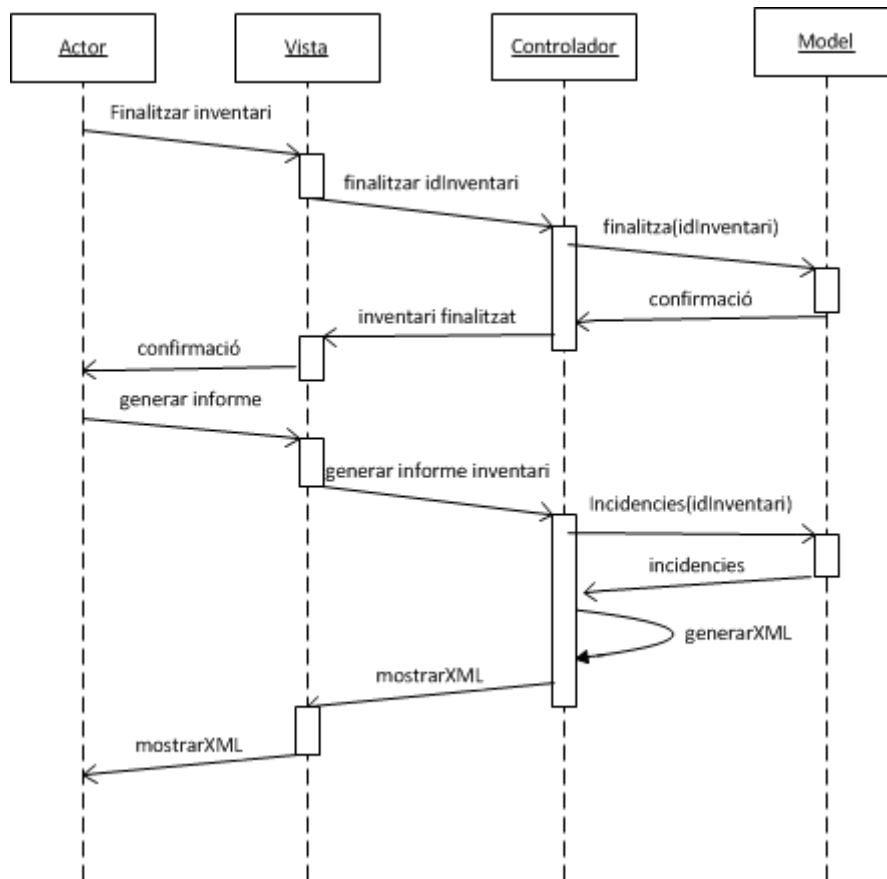 Actor
Vista
Controlador
Model
Finalitzar inventari
finalitzar idInventari
finalitza(idInventari)
confirmació
inventari finalitzat
confirmació
generar informe
generar informe inventari
Incidencies(idInventari)
incidencies
generarXML
mostrarXML
mostrarXML